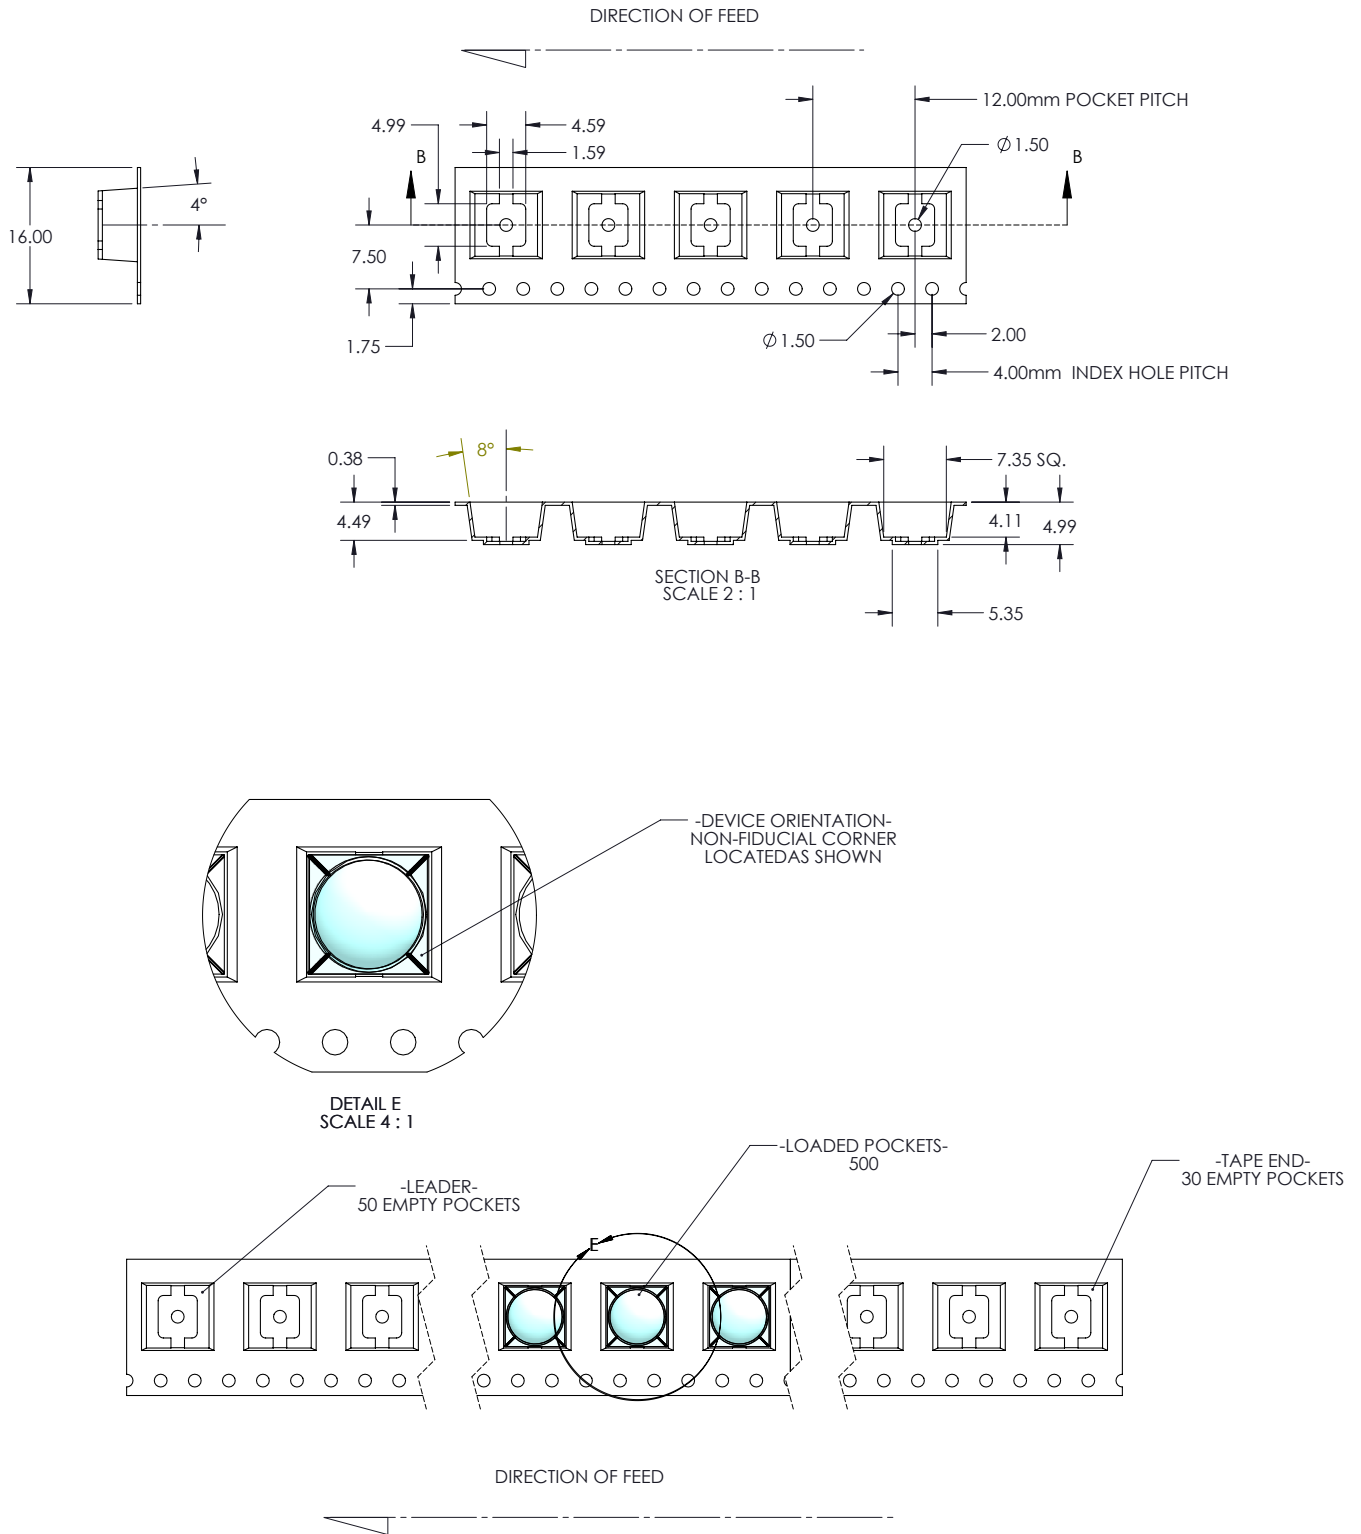 DIRECTION OF FEED
12.00mm POCKET PITCH
4.99
4.59
1.59
Ø1.50
B
B
4°
16.00
7.50
1.75
Ø1.50
2.00
4.00mm INDEX HOLE PITCH
0.38
8°
7.35 SQ.
4.49
4.11
4.99
SECTION B-B
SCALE 2 : 1
5.35
-DEVICE ORIENTATION-
NON-FIDUCIAL CORNER
LOCATEDAS SHOWN
DETAIL E
SCALE 4 : 1
-LOADED POCKETS-
500
-TAPE END-
30 EMPTY POCKETS
-LEADER-
50 EMPTY POCKETS
E
DIRECTION OF FEED